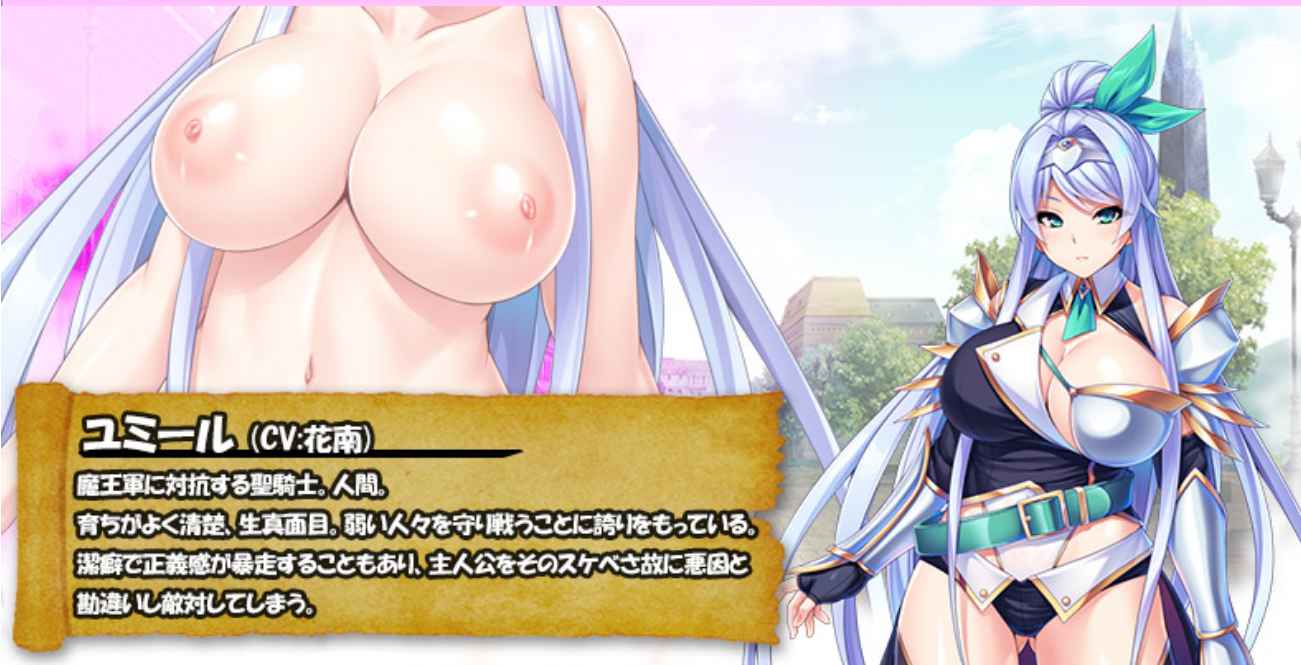 ユミール (CV:花南)
魔王軍に対抗する聖騎士。人間。
育ちがよく清楚、生真面目。弱い人々を守り戦うことに誇りをもっている。
潔癖で正義感が暴走することもあり、主人公をそのスケベさ故に悪因と
勘違いし敵対してしまう。